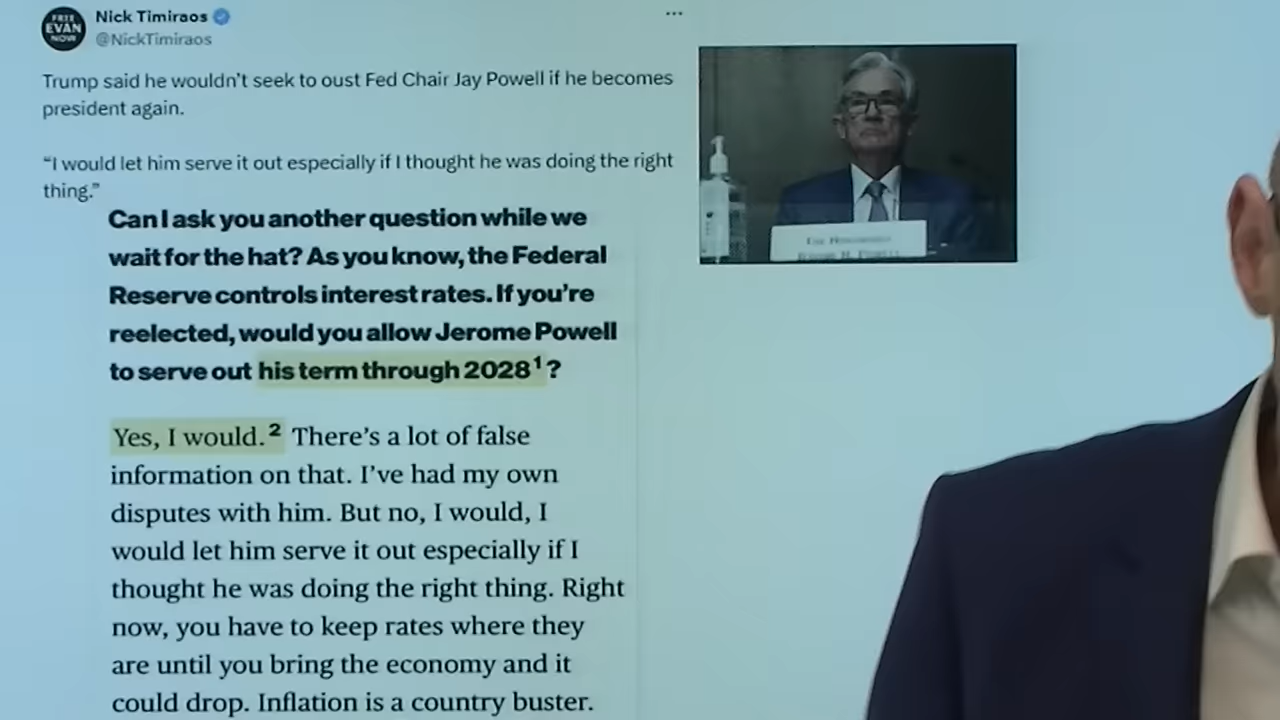 FREE
EVAN
NOW
Nick Timiraos
@NickTimiraos
Trump said he wouldn't seek to oust Fed Chair Jay Powell if he becomes
president again.
“I would let him serve it out especially if I thought he was doing the right
thing.”
Can I ask you another question while we
wait for the hat? As you know, the Federal
Reserve controls interest rates. If you're
reelected, would you allow Jerome Powell
to serve out his term through 2028¹?
Yes, I would.² There's a lot of false
information on that. I've had my own
disputes with him. But no, I would, I
would let him serve it out especially if I
thought he was doing the right thing. Right
now, you have to keep rates where they
are until you bring the economy and it
could drop. Inflation is a country buster.